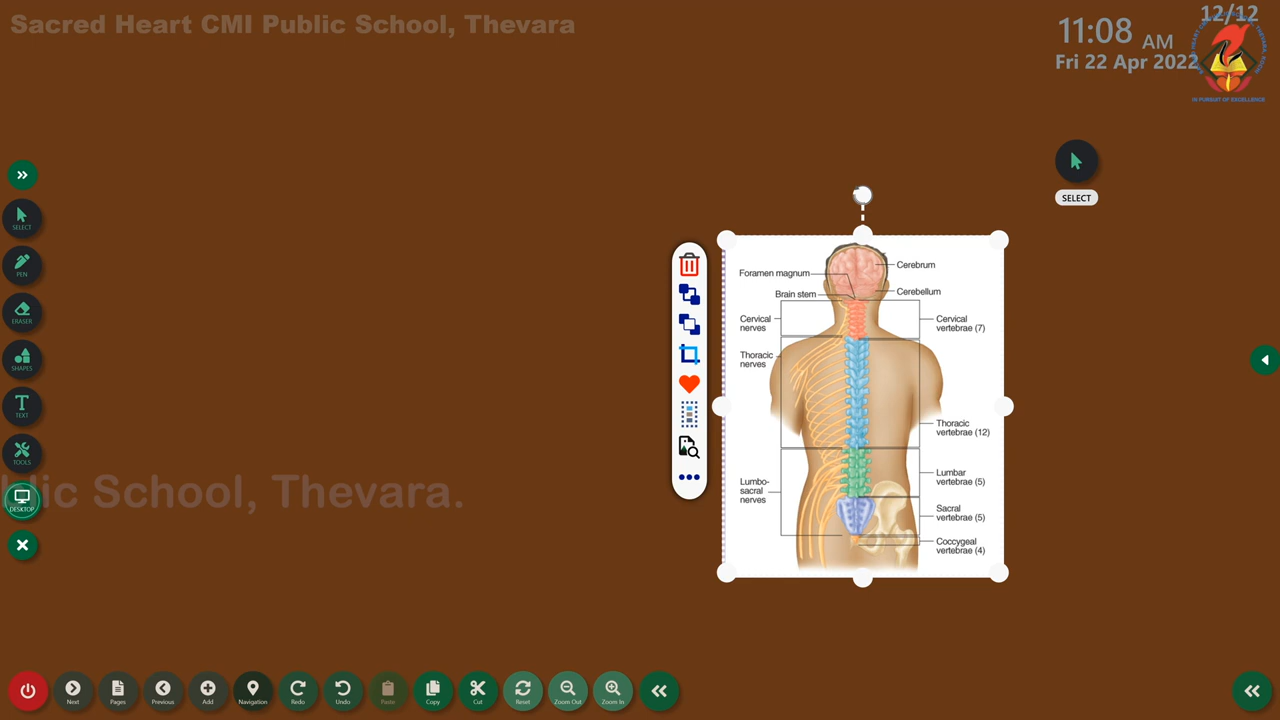 Sacred Heart CMI Public School, Thevara
12/12
11:08 AM
Fri 22 Apr 2022
IN PURSUIT OF EXCELLENCE
SELECT
SELECT
PEN
ERASER
SHAPES
TEXT
TOOLS
DESKTOP
lic School, Thevara.
Foramen magnum
Cerebrum
Brain stem
Cerebellum
Cervical
nerves
Cervical
vertebrae (7)
Thoracic
nerves
Thoracic
vertebrae (12)
Lumbo-
sacral
nerves
Lumbar
vertebrae (5)
Sacral
vertebrae (5)
Coccygeal
vertebrae (4)
Next
Pages
Previous
Add
Navigation
Redo
Undo
Paste
Copy
Cut
Reset
Zoom Out
Zoom In